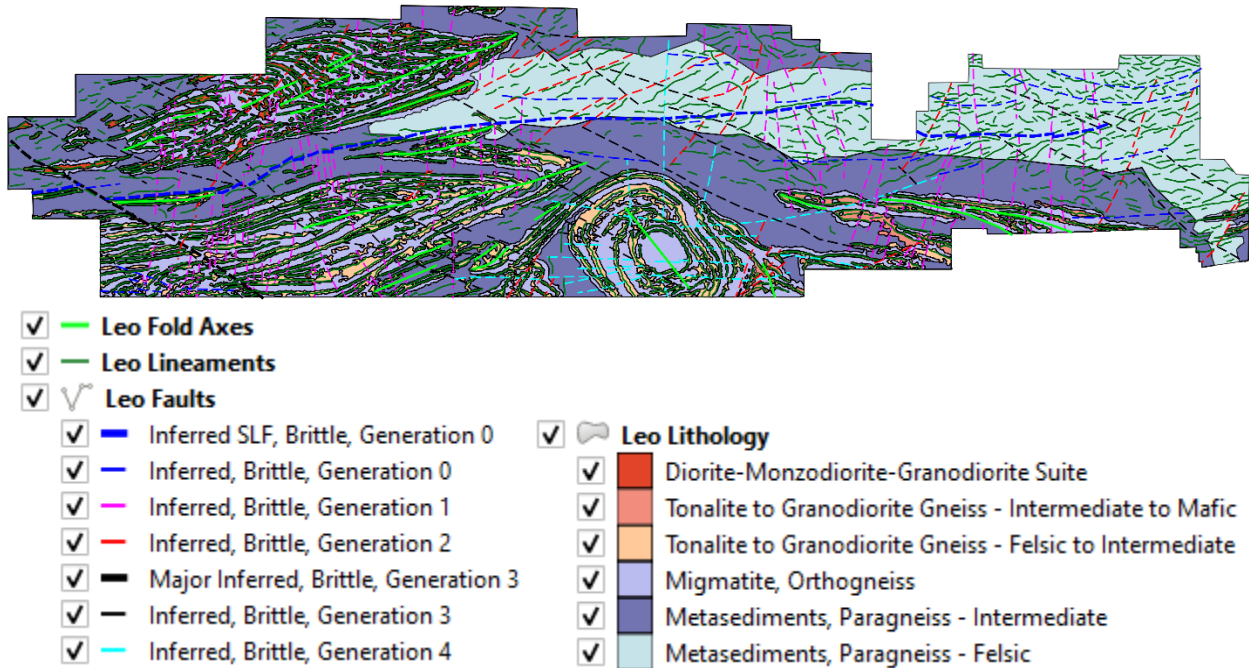 Leo Fold Axes
Leo Lineaments
Leo Faults
Inferred SLF, Brittle, Generation 0
Inferred, Brittle, Generation 0
Inferred, Brittle, Generation 1
Inferred, Brittle, Generation 2
Major Inferred, Brittle, Generation 3
Inferred, Brittle, Generation 3
Inferred, Brittle, Generation 4
Leo Lithology
Diorite-Monzodiorite-Granodiorite Suite
Tonalite to Granodiorite Gneiss - Intermediate to Mafic
Tonalite to Granodiorite Gneiss - Felsic to Intermediate
Migmatite, Orthogneiss
Metasediments, Paragneiss - Intermediate
Metasediments, Paragneiss - Felsic